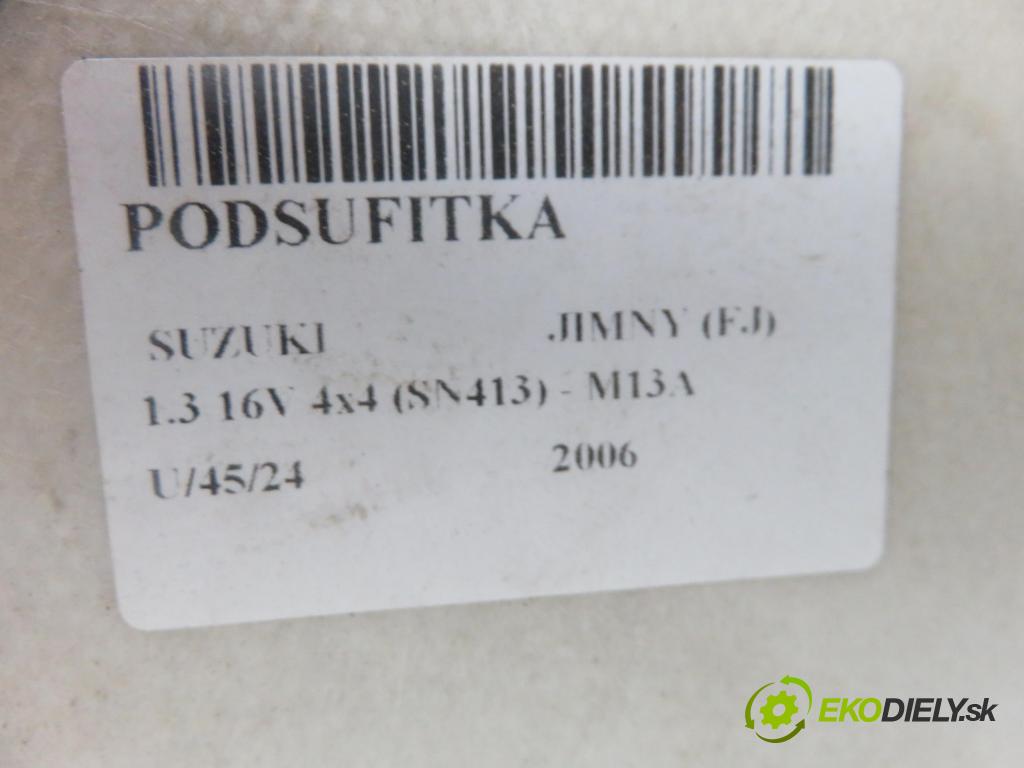 PODSUFITKA
SUZUKI JIMNY (FJ)
1.3 16V 4x4 (SN413) - M13A
U/45/24 2006
EKODIELY.sk